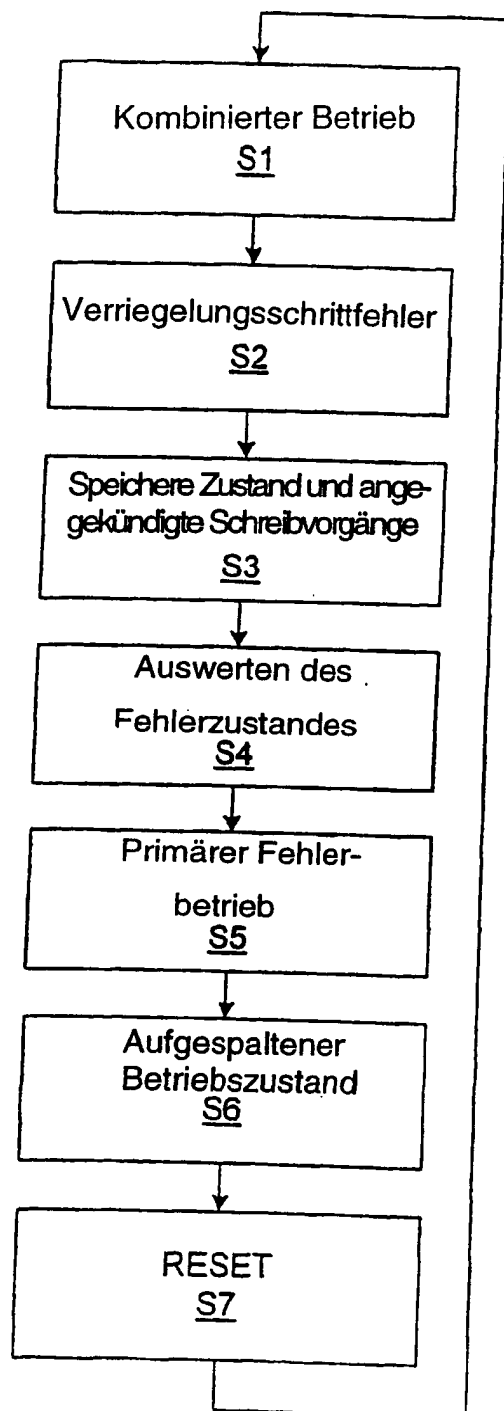 Kombinierter Betrieb
S1
Verriegelungsschrittfehler
S2
Speichere Zustand und ange-
gekündigte Schreibvorgänge
S3
Auswerten des
Fehlerzustandes
S4
Primärer Fehler-
betrieb
S5
Aufgespaltener
Betriebszustand
S6
RESET
S7